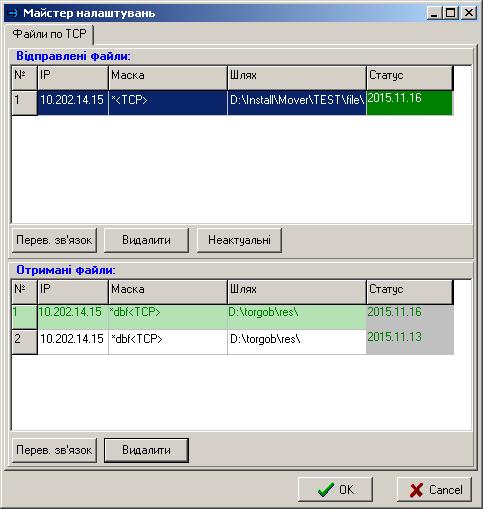 Майстер налаштувань
Файли по TCP
Відправлені файли:
№ IP Маска Шлях Статус
1 10.202.14.15 *<TCP> D:\Install\Mover\TEST\file\ 2015.11.16
Перев. зв'язок Видалити Неактуальні
Отримані файли:
№ IP Маска Шлях Статус
1 10.202.14.15 *dbf<TCP> D:\torgob\res\ 2015.11.16
2 10.202.14.15 *dbf<TCP> D:\torgob\res\ 2015.11.13
Перев. зв'язок Видалити
OK Cancel